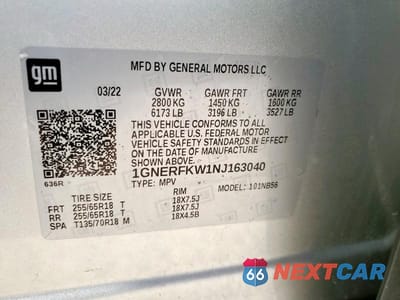 gm
MFD BY GENERAL MOTORS LLC
03/22 GVWR GAWR FRT GAWR RR
2800 KG 1450 KG 1600 KG
6173 LB 3196 LB 3527 LB
THIS VEHICLE CONFORMS TO ALL
APPLICABLE U.S. FEDERAL MOTOR
VEHICLE SAFETY STANDARDS IN
EFFECT ON THE DATE OF
MANUFACTURE SHOWN ABOVE.
1GNERFKW1NJ163040
636R
TYPE: MPV MODEL: 101NB56
TIRE SIZE RIM
FRT 255/65R18 T 18X7.5J
RR 255/65R18 T 18X7.5J
SPA T135/70R18 M 18X4.5B
66 NEXTCAR